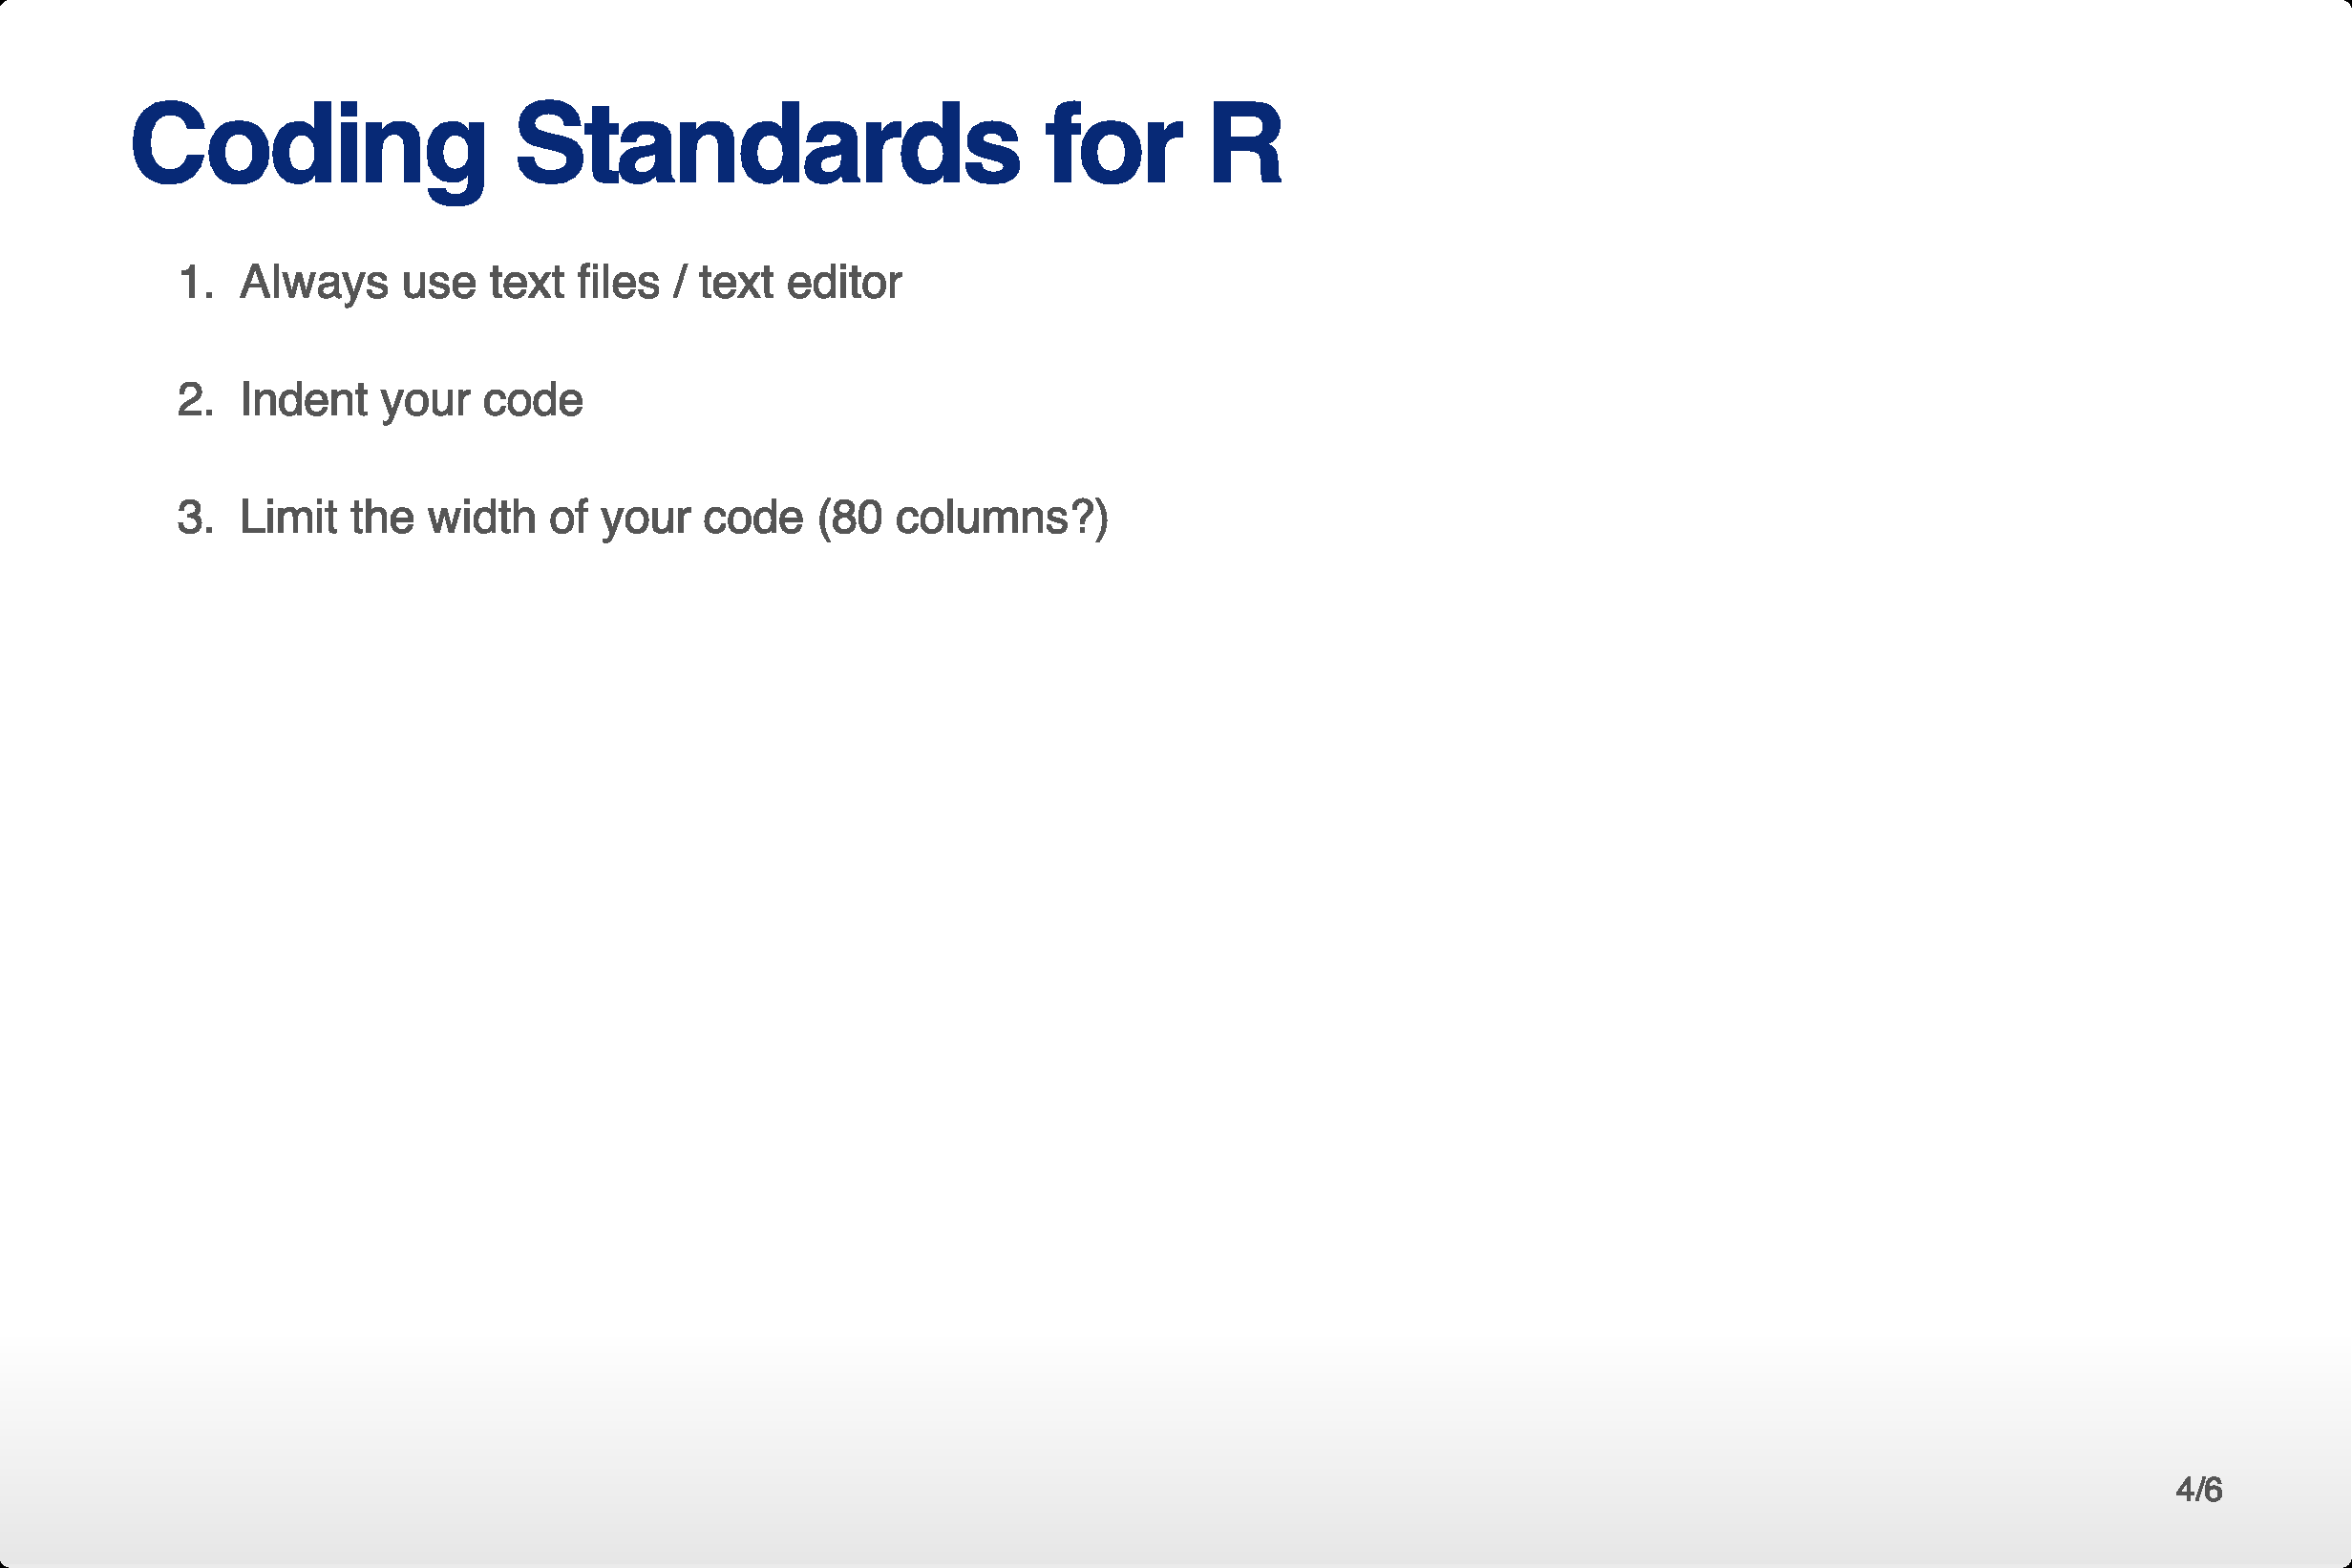 Coding Standards for R
1. Always use text files / text editor
2. Indent your code
3. Limit the width of your code (80 columns?)
4/6